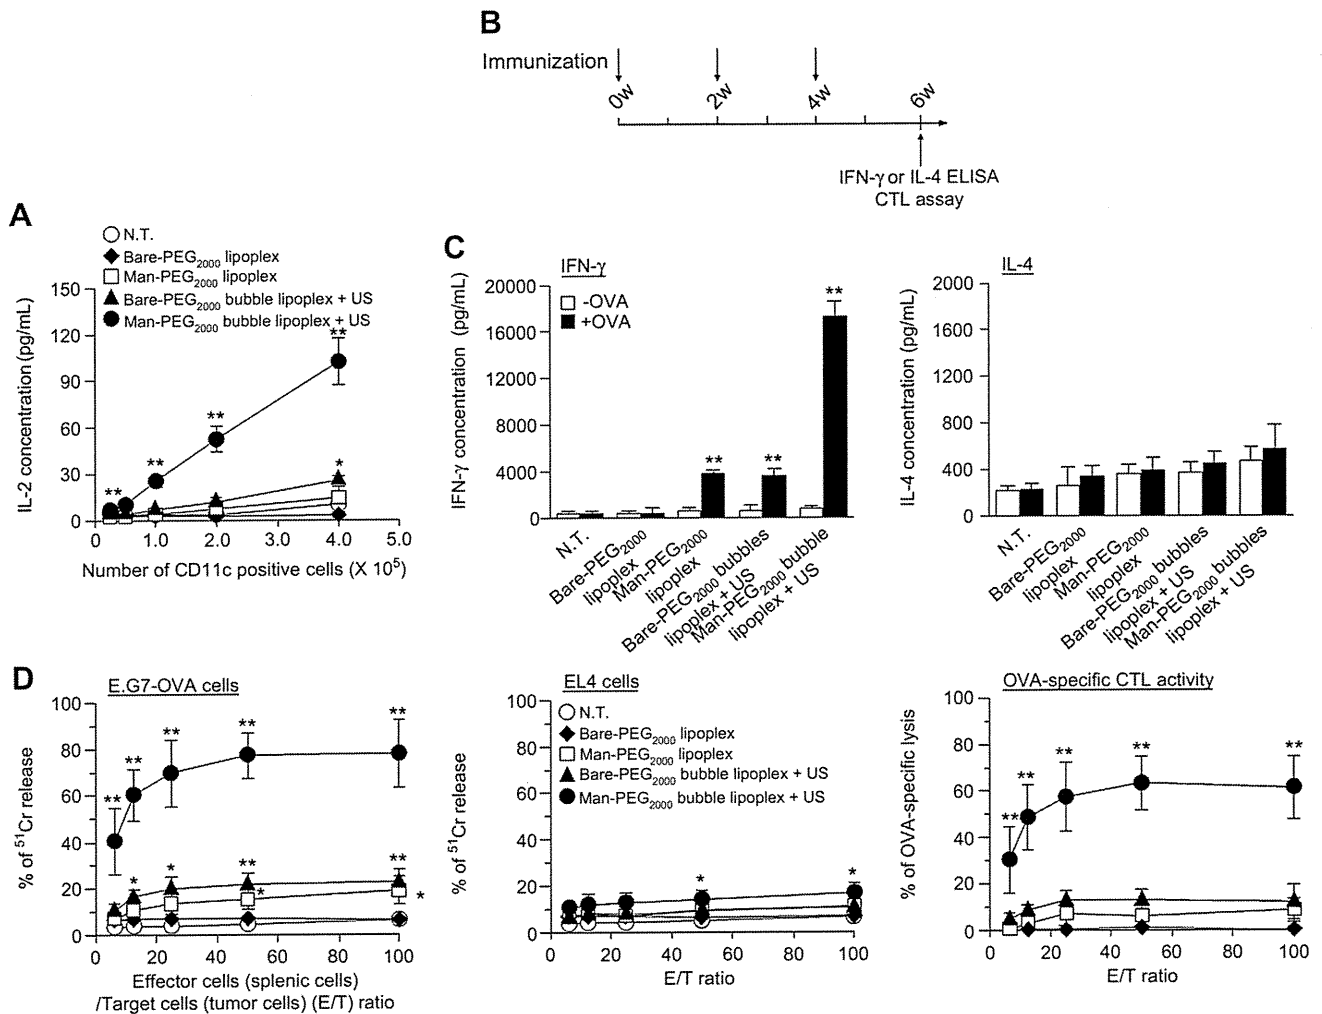 B
Immunization
0w
2w
4w
6w
IFN-γ or IL-4 ELISA
CTL assay
A
N.T.
Bare-PEG2000 lipoplex
Man-PEG2000 lipoplex
Bare-PEG2000 bubble lipoplex + US
Man-PEG2000 bubble lipoplex + US
IL-2 concentration (pg/mL)
150
120
90
60
30
0
**
**
**
**
*
0
1.0
2.0
3.0
4.0
5.0
Number of CD11c positive cells (X 105)
C
IFN-γ
-OVA
+OVA
IFN-γ concentration (pg/mL)
20000
16000
12000
8000
4000
0
**
**
**
N.T.
Bare-PEG2000
lipoplex
Man-PEG2000
lipoplex
Bare-PEG2000 bubbles
lipoplex + US
Man-PEG2000 bubble
lipoplex + US
IL-4
IL-4 concentration (pg/mL)
2000
1600
1200
800
400
0
N.T.
Bare-PEG2000
lipoplex
Man-PEG2000
lipoplex
Bare-PEG2000 bubbles
lipoplex + US
Man-PEG2000 bubbles
lipoplex + US
D
E.G7-OVA cells
% of 51Cr release
100
80
60
40
20
0
**
**
**
**
**
*
*
**
*
**
*
0
20
40
60
80
100
Effector cells (splenic cells)
/Target cells (tumor cells) (E/T) ratio
EL4 cells
N.T.
Bare-PEG2000 lipoplex
Man-PEG2000 lipoplex
Bare-PEG2000 bubble lipoplex + US
Man-PEG2000 bubble lipoplex + US
% of 51Cr release
100
80
60
40
20
0
*
*
0
20
40
60
80
100
E/T ratio
OVA-specific CTL activity
% of OVA-specific lysis
100
80
60
40
20
0
**
**
**
**
**
0
20
40
60
80
100
E/T ratio